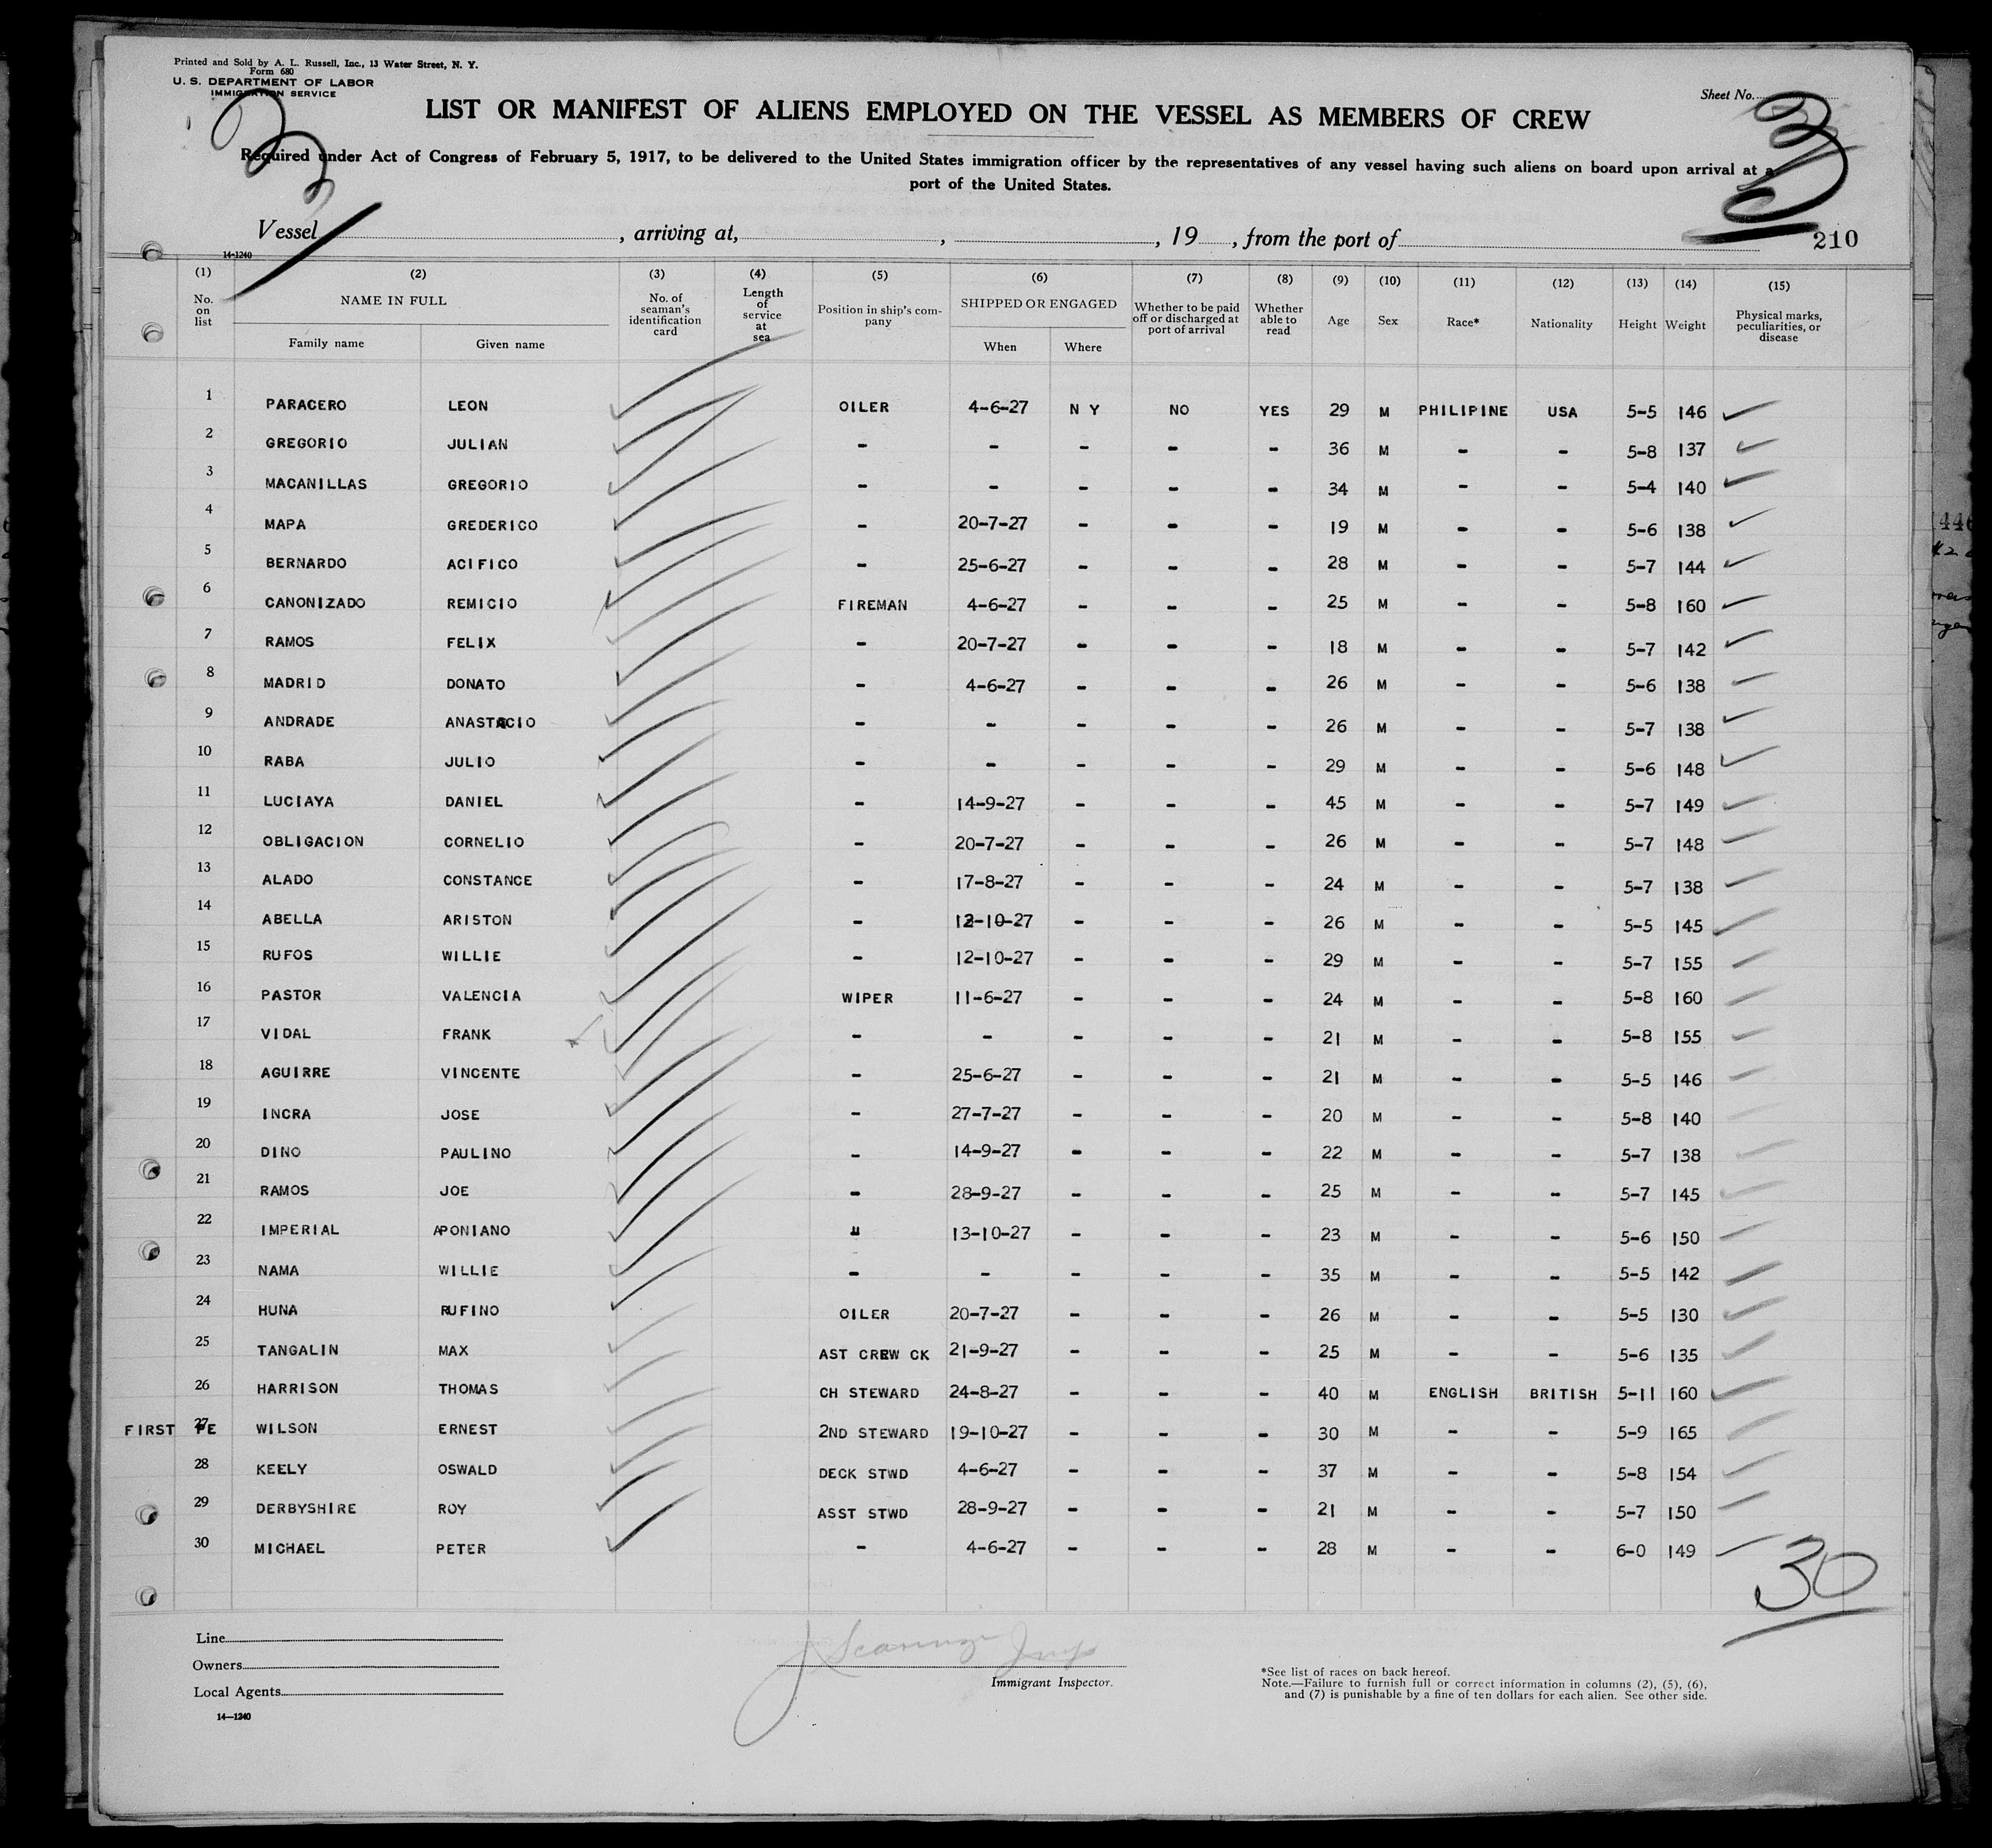 Printed and Sold by A. L. Russell, Inc., 13 Water Street, N. Y.
Form 680
U. S. DEPARTMENT OF LABOR
IMMIGRATION SERVICE
Sheet No.
LIST OR MANIFEST OF ALIENS EMPLOYED ON THE VESSEL AS MEMBERS OF CREW
Required under Act of Congress of February 5, 1917, to be delivered to the United States immigration officer by the representatives of any vessel having such aliens on board upon arrival at a
port of the United States.
Vessel , arriving at, , , 19 , from the port of
210
14-1240
(1) (2) (3) (4) (5) (6) (7) (8) (9) (10) (11) (12) (13) (14) (15)
No. on list NAME IN FULL No. of seaman's identification card Length of service at sea Position in ship's company SHIPPED OR ENGAGED Whether to be paid off or discharged at port of arrival Whether able to read Age Sex Race* Nationality Height Weight Physical marks, peculiarities, or disease
Family name Given name When Where
1 PARACERO LEON OILER 4-6-27 N Y NO YES 29 M PHILIPINE USA 5-5 146
2 GREGORIO JULIAN - - - - - 36 M - - 5-8 137
3 MACANILLAS GREGORIO - - - - - 34 M - - 5-4 140
4 MAPA GREDERICO - 20-7-27 - - - 19 M - - 5-6 138
5 BERNARDO ACIFICO - 25-6-27 - - - 28 M - - 5-7 144
6 CANONIZADO REMICIO FIREMAN 4-6-27 - - - 25 M - - 5-8 160
7 RAMOS FELIX - 20-7-27 - - - 18 M - - 5-7 142
8 MADRID DONATO - 4-6-27 - - - 26 M - - 5-6 138
9 ANDRADE ANASTACIO - - - - - 26 M - - 5-7 138
10 RABA JULIO - - - - - 29 M - - 5-6 148
11 LUCIAYA DANIEL - 14-9-27 - - - 45 M - - 5-7 149
12 OBLIGACION CORNELIO - 20-7-27 - - - 26 M - - 5-7 148
13 ALADO CONSTANCE - 17-8-27 - - - 24 M - - 5-7 138
14 ABELLA ARISTON - 12-10-27 - - - 26 M - - 5-5 145
15 RUFOS WILLIE - 12-10-27 - - - 29 M - - 5-7 155
16 PASTOR VALENCIA WIPER 11-6-27 - - - 24 M - - 5-8 160
17 VIDAL FRANK - - - - - 21 M - - 5-8 155
18 AGUIRRE VINCENTE - 25-6-27 - - - 21 M - - 5-5 146
19 INCRA JOSE - 27-7-27 - - - 20 M - - 5-8 140
20 DINO PAULINO - 14-9-27 - - - 22 M - - 5-7 138
21 RAMOS JOE - 28-9-27 - - - 25 M - - 5-7 145
22 IMPERIAL APONIANO " 13-10-27 - - - 23 M - - 5-6 150
23 NAMA WILLIE - - - - - 35 M - - 5-5 142
24 HUNA RUFINO OILER 20-7-27 - - - 26 M - - 5-5 130
25 TANGALIN MAX AST CREW CK 21-9-27 - - - 25 M - - 5-6 135
26 HARRISON THOMAS CH STEWARD 24-8-27 - - - 40 M ENGLISH BRITISH 5-11 160
FIRST 27 WILSON ERNEST 2ND STEWARD 19-10-27 - - - 30 M - - 5-9 165
28 KEELY OSWALD DECK STWD 4-6-27 - - - 37 M - - 5-8 154
29 DERBYSHIRE ROY ASST STWD 28-9-27 - - - 21 M - - 5-7 150
30 MICHAEL PETER - 4-6-27 - - - 28 M - - 6-0 149
30
Line
Owners
Local Agents
14—1240
Immigrant Inspector.
*See list of races on back hereof.
Note.—Failure to furnish full or correct information in columns (2), (5), (6),
and (7) is punishable by a fine of ten dollars for each alien. See other side.